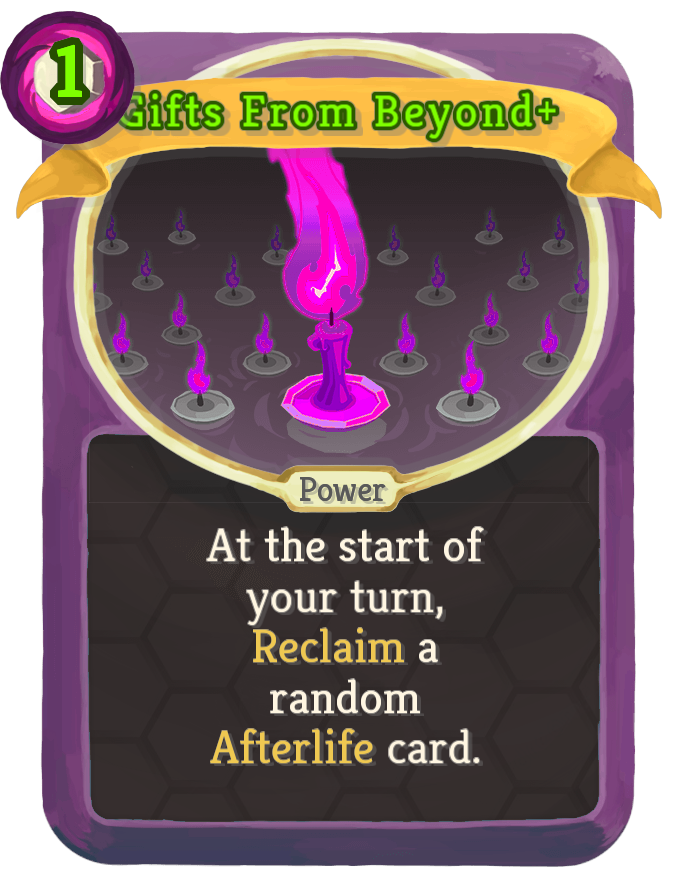 1
Gifts From Beyond+
Power
At the start of
your turn,
Reclaim a
random
Afterlife card.